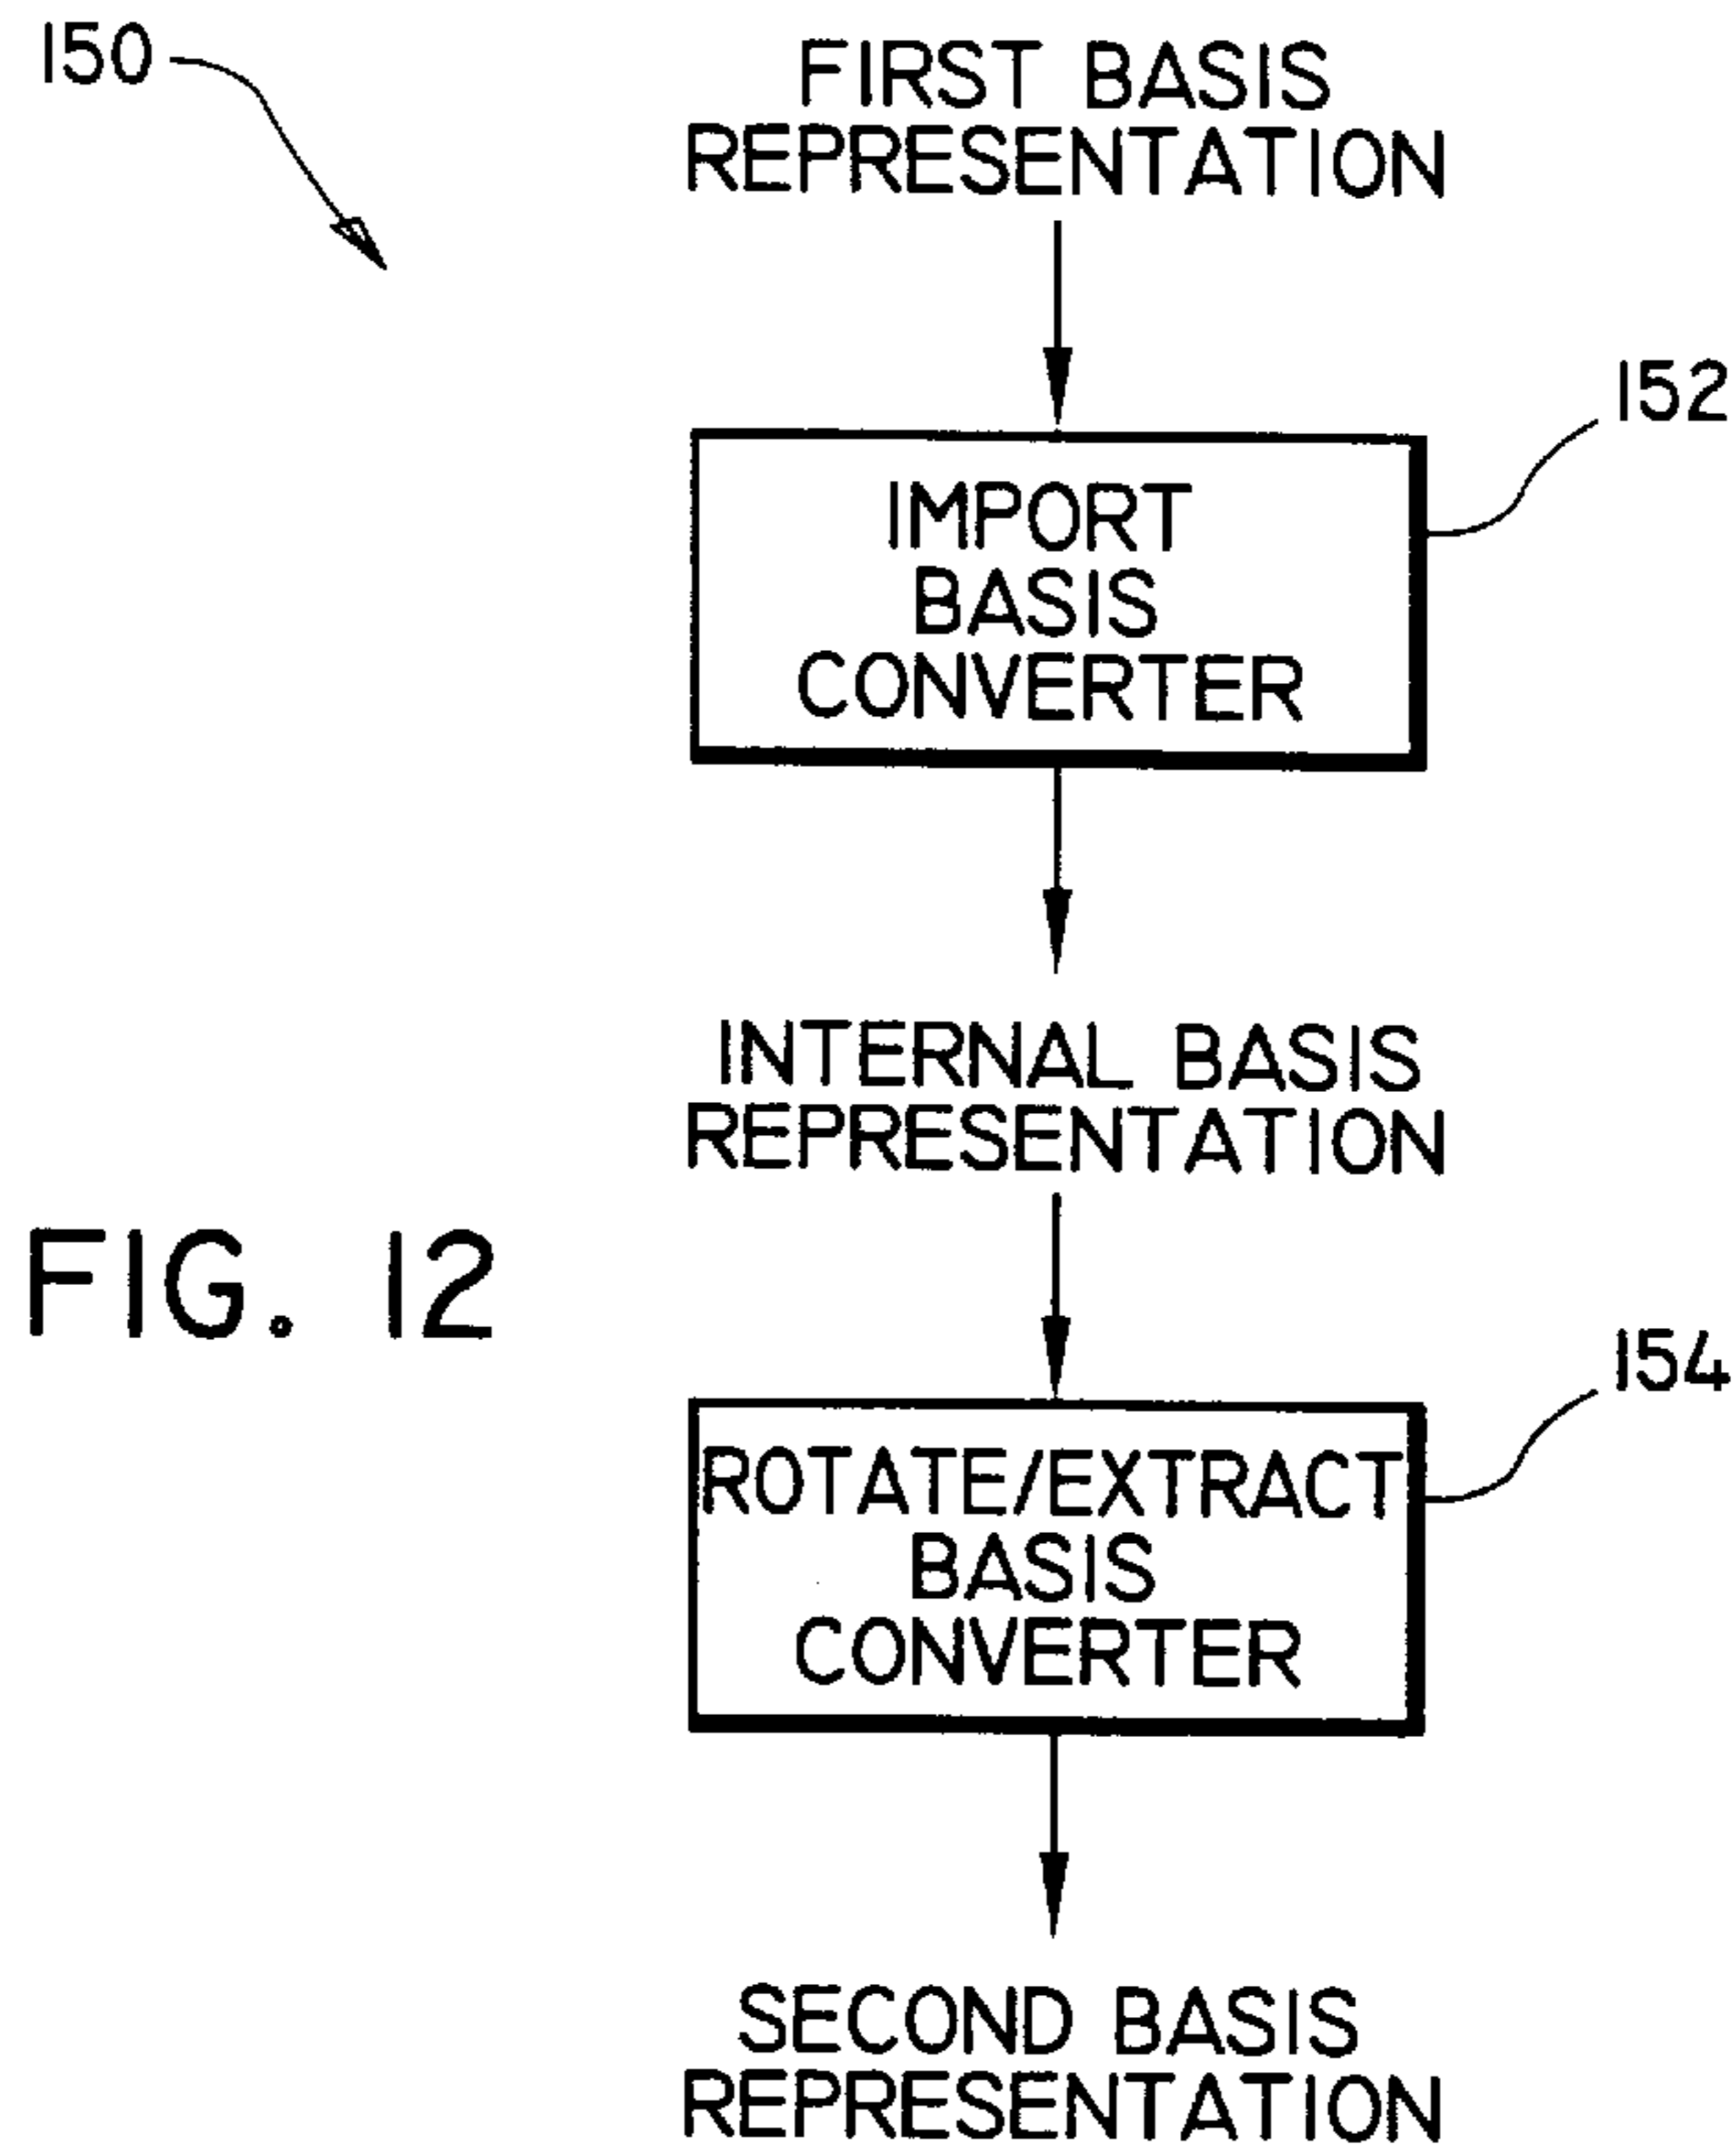 150
FIRST BASIS
REPRESENTATION
152
IMPORT
BASIS
CONVERTER
INTERNAL BASIS
REPRESENTATION
FIG. 12
154
ROTATE/EXTRACT
BASIS
CONVERTER
SECOND BASIS
REPRESENTATION